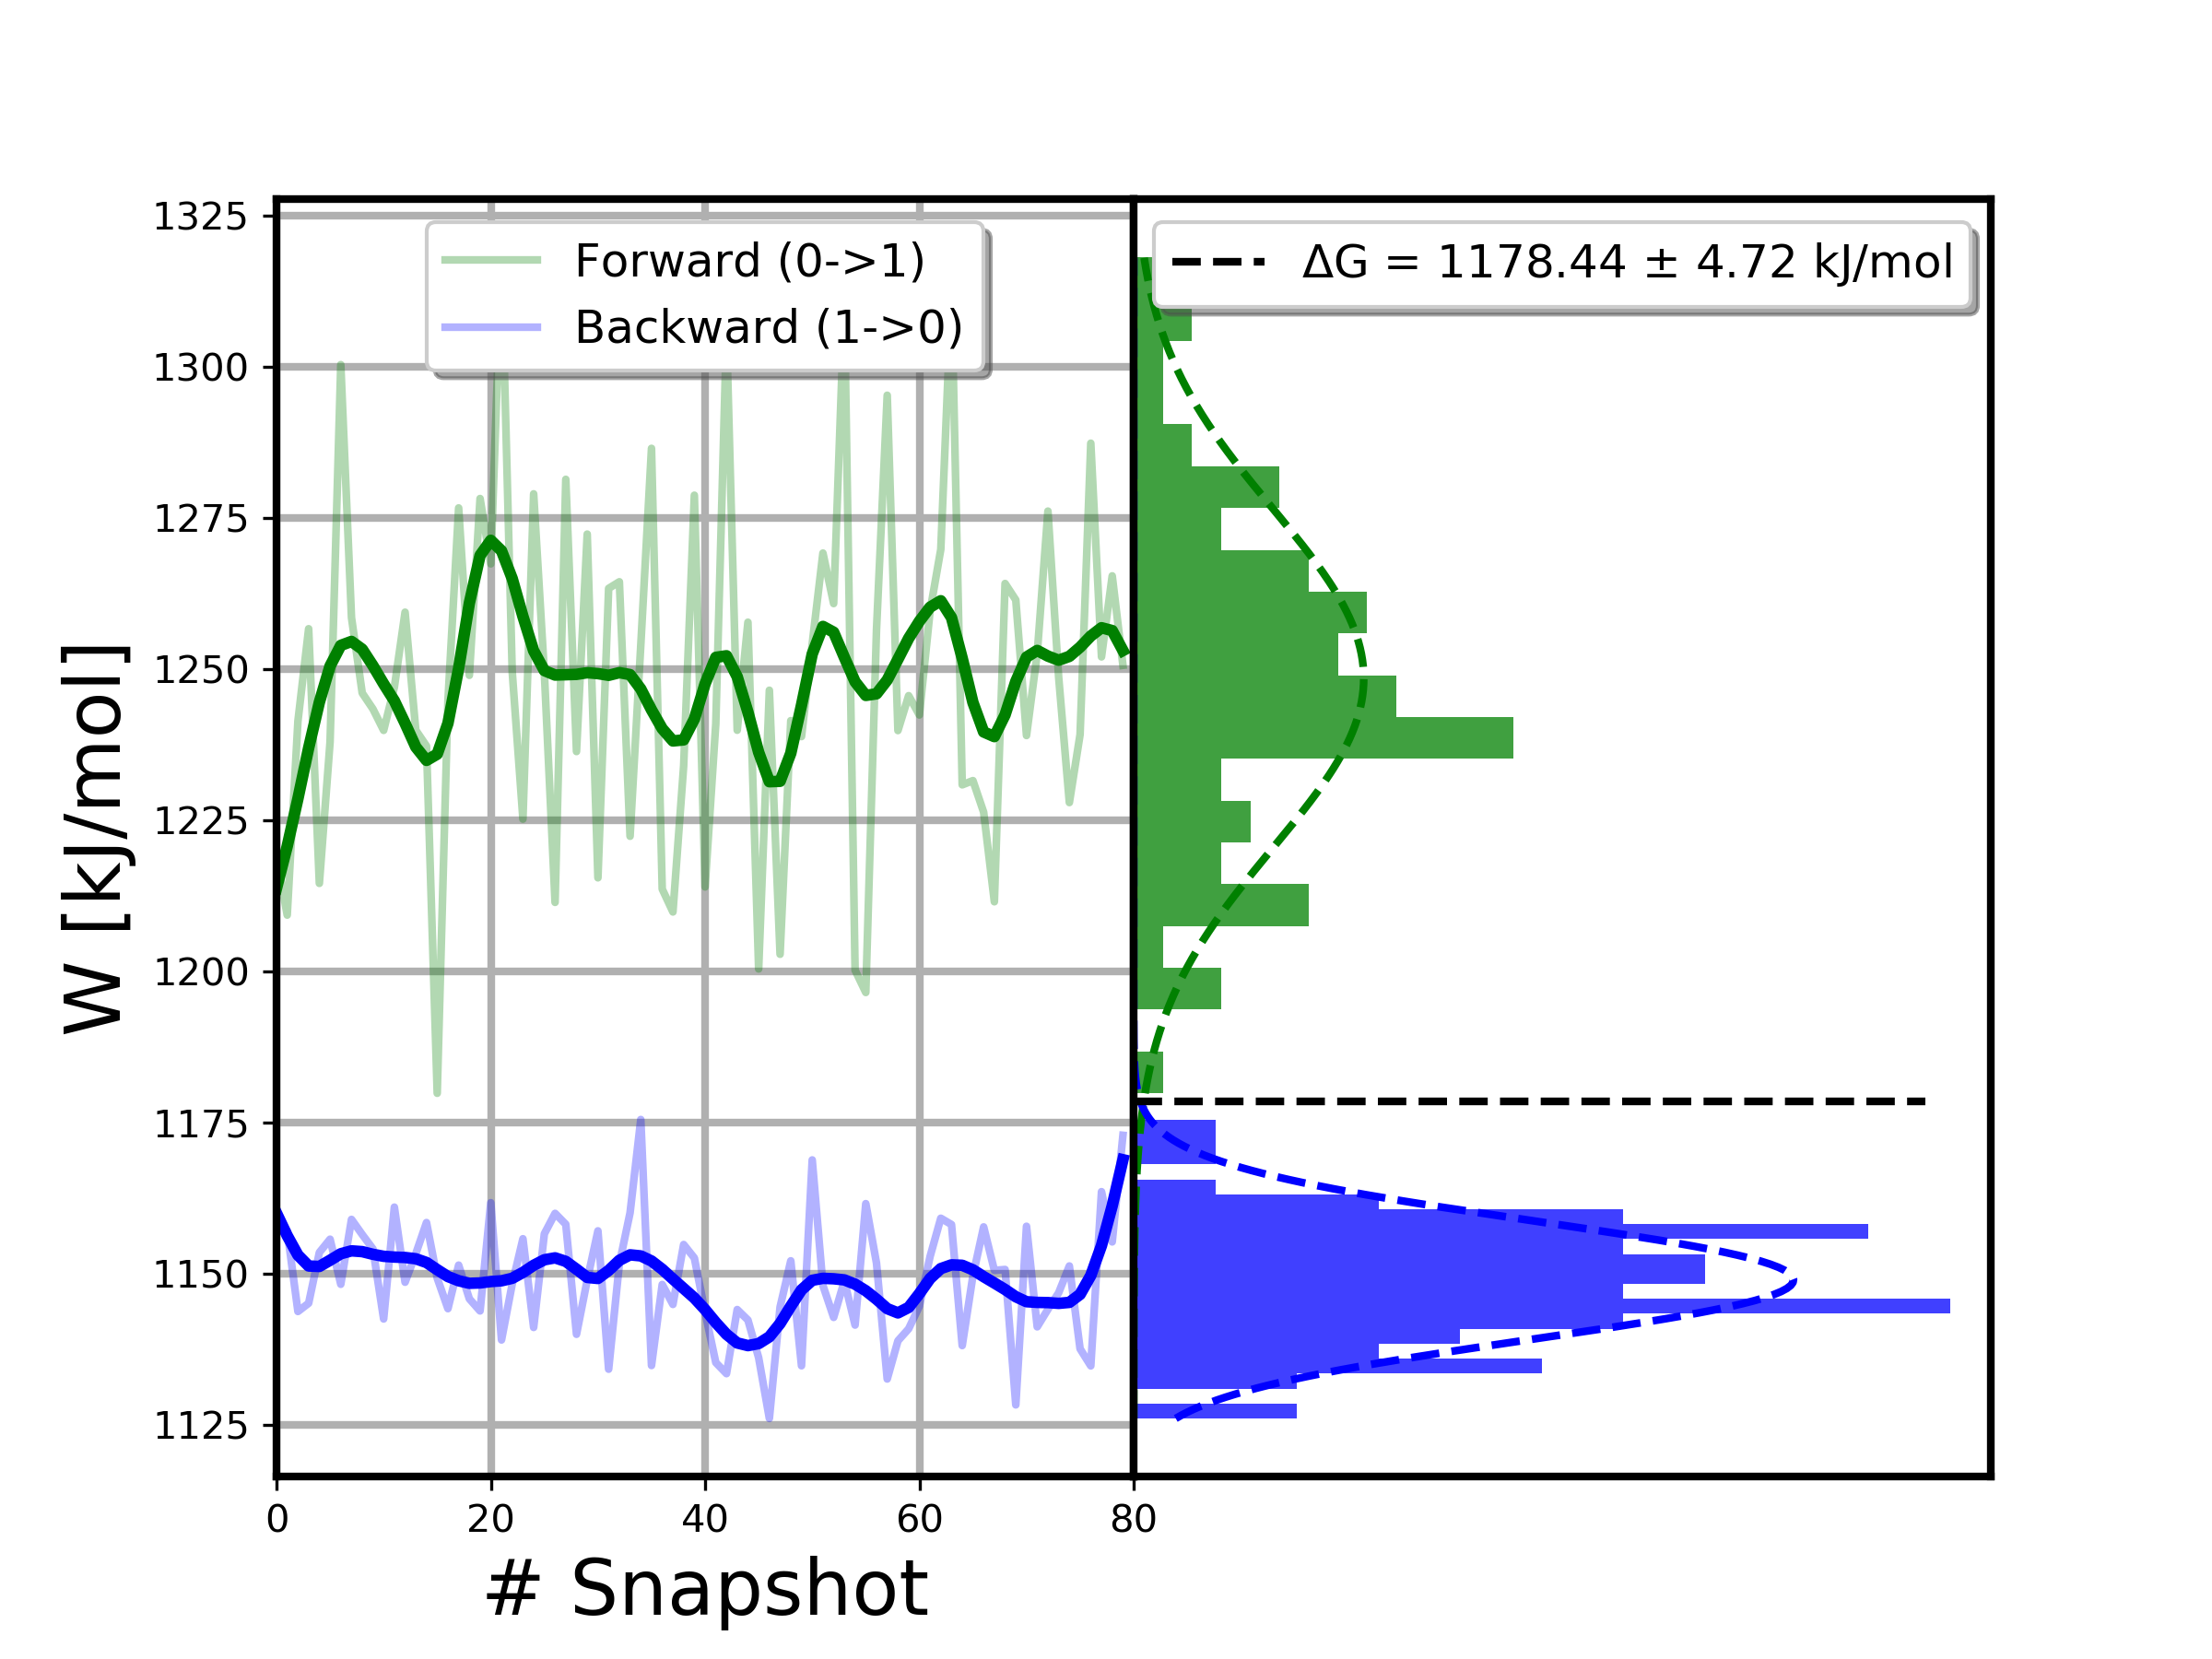 Forward (0->1)
Backward (1->0)
ΔG = 1178.44 ± 4.72 kJ/mol
W [kJ/mol]
1325
1300
1275
1250
1225
1200
1175
1150
1125
0 20 40 60 80
# Snapshot